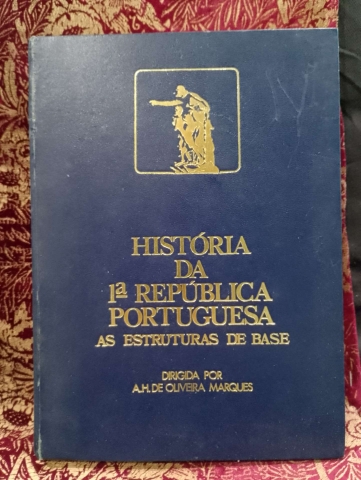 HISTÓRIA
DA
1ª REPÚBLICA
PORTUGUESA
AS ESTRUTURAS DE BASE
DIRIGIDA POR
A.H. DE OLIVEIRA MARQUES